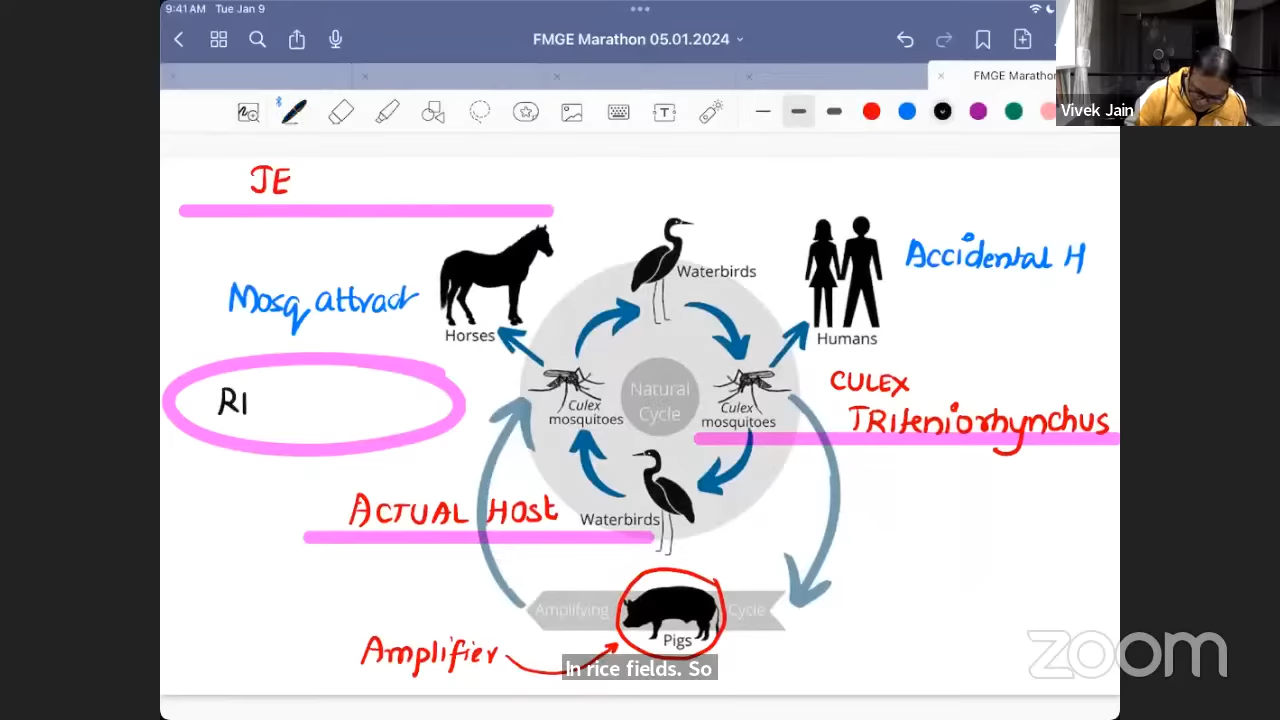 9:41 AM Tue Jan 9
FMGE Marathon 05.01.2024
FMGE Marathon
Vivek Jain
JE
Waterbirds
Accidental H
Mosq attract
Horses
Humans
Natural
Cycle
Culex
mosquitoes
Culex
mosquitoes
CULEX
TRiteniorhynchus
RI
ACTUAL HOST
Waterbirds
Amplifying
Cycle
Pigs
Amplifier
In rice fields. So
zoom